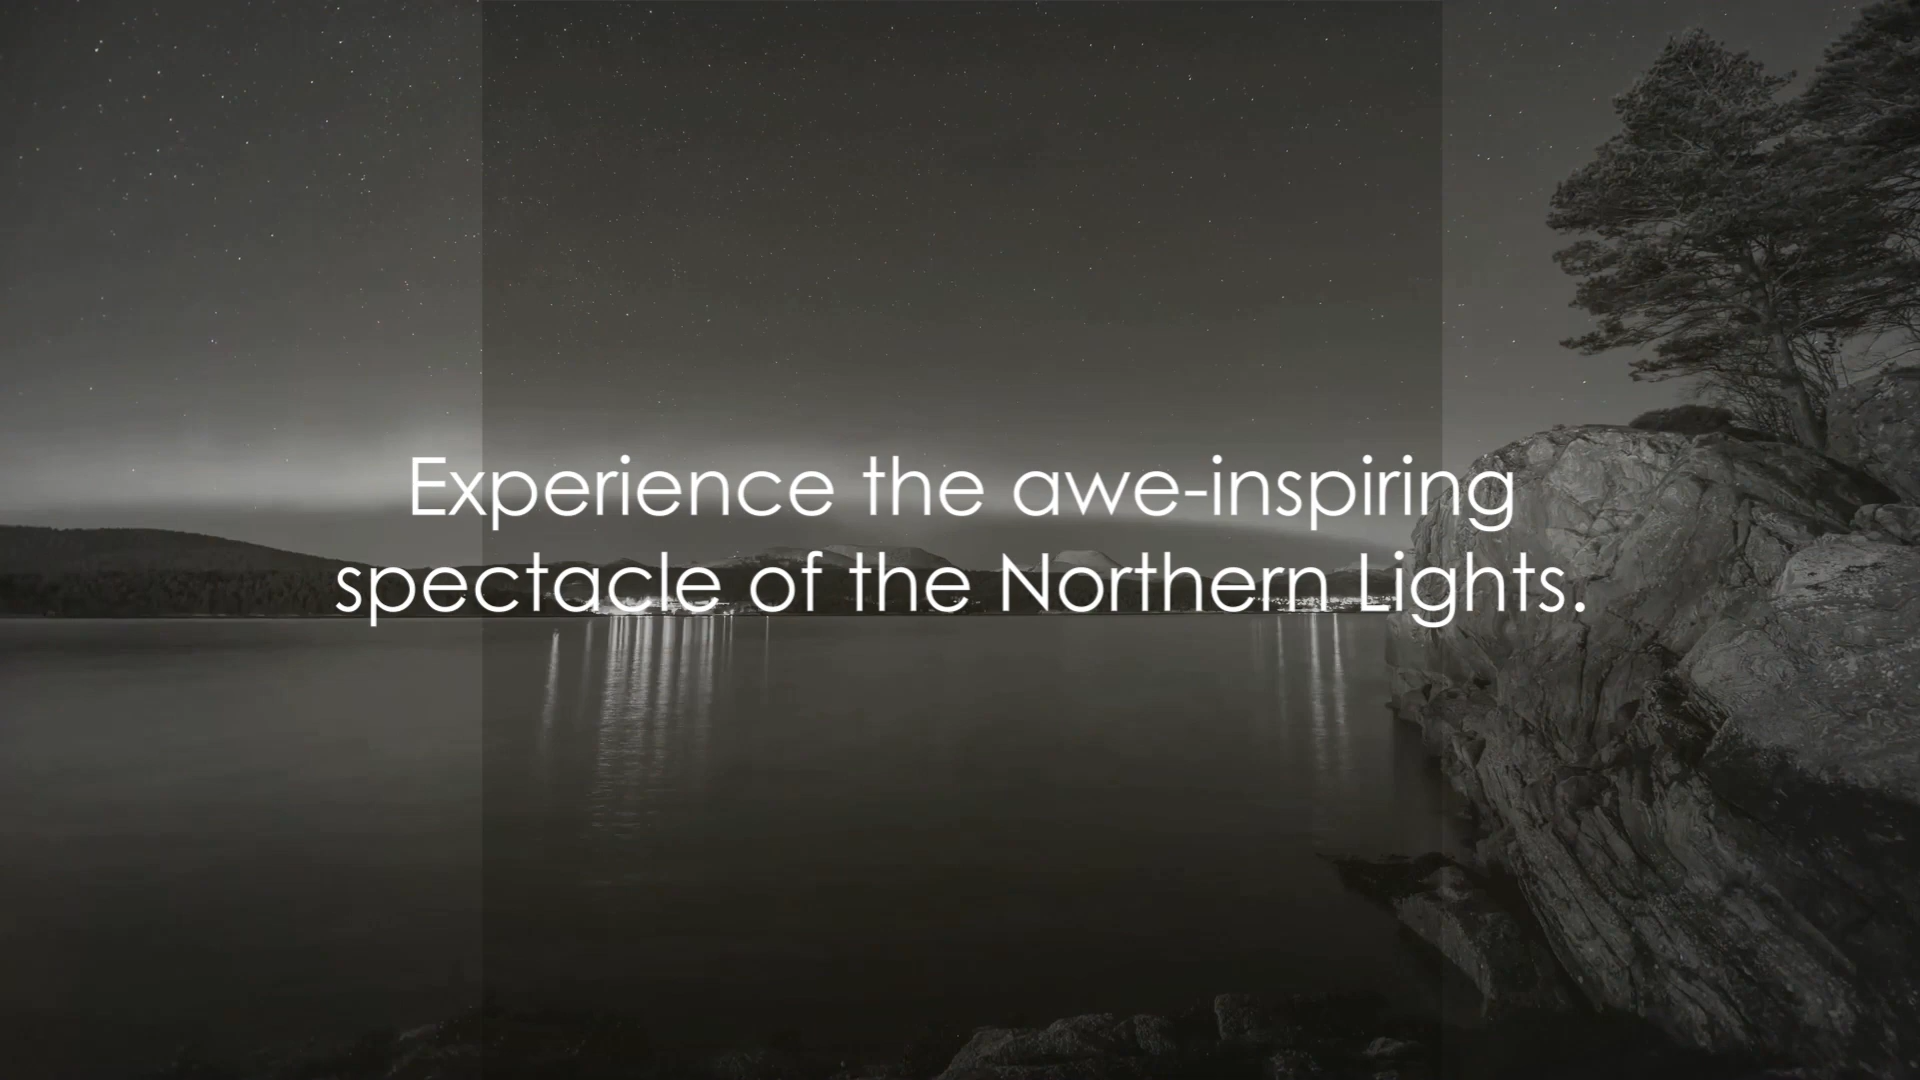 Experience the awe-inspiring
spectacle of the Northern Lights.